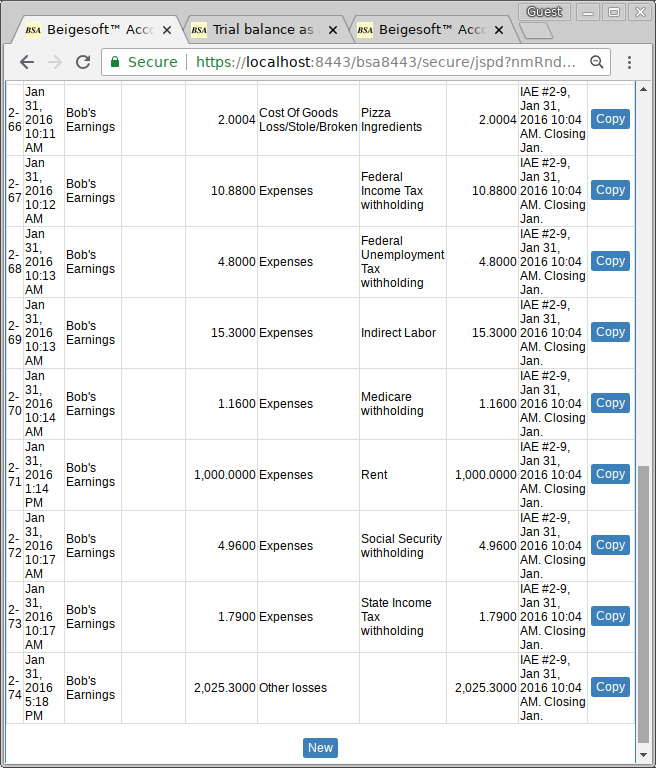 Guest
BSA Beigesoft™ Acco
BSA Trial balance as
BSA Beigesoft™ Acco
Secure https://localhost:8443/bsa8443/secure/jspd?nmRnd...
2-66 Jan 31, 2016 10:11 AM Bob's Earnings 2.0004 Cost Of Goods Loss/Stole/Broken Pizza Ingredients 2.0004 IAE #2-9, Jan 31, 2016 10:04 AM. Closing Jan. Copy
2-67 Jan 31, 2016 10:12 AM Bob's Earnings 10.8800 Expenses Federal Income Tax withholding 10.8800 IAE #2-9, Jan 31, 2016 10:04 AM. Closing Jan. Copy
2-68 Jan 31, 2016 10:13 AM Bob's Earnings 4.8000 Expenses Federal Unemployment Tax withholding 4.8000 IAE #2-9, Jan 31, 2016 10:04 AM. Closing Jan. Copy
2-69 Jan 31, 2016 10:13 AM Bob's Earnings 15.3000 Expenses Indirect Labor 15.3000 IAE #2-9, Jan 31, 2016 10:04 AM. Closing Jan. Copy
2-70 Jan 31, 2016 10:14 AM Bob's Earnings 1.1600 Expenses Medicare withholding 1.1600 IAE #2-9, Jan 31, 2016 10:04 AM. Closing Jan. Copy
2-71 Jan 31, 2016 1:14 PM Bob's Earnings 1,000.0000 Expenses Rent 1,000.0000 IAE #2-9, Jan 31, 2016 10:04 AM. Closing Jan. Copy
2-72 Jan 31, 2016 10:17 AM Bob's Earnings 4.9600 Expenses Social Security withholding 4.9600 IAE #2-9, Jan 31, 2016 10:04 AM. Closing Jan. Copy
2-73 Jan 31, 2016 10:17 AM Bob's Earnings 1.7900 Expenses State Income Tax withholding 1.7900 IAE #2-9, Jan 31, 2016 10:04 AM. Closing Jan. Copy
2-74 Jan 31, 2016 5:18 PM Bob's Earnings 2,025.3000 Other losses 2,025.3000 IAE #2-9, Jan 31, 2016 10:04 AM. Closing Jan. Copy
New